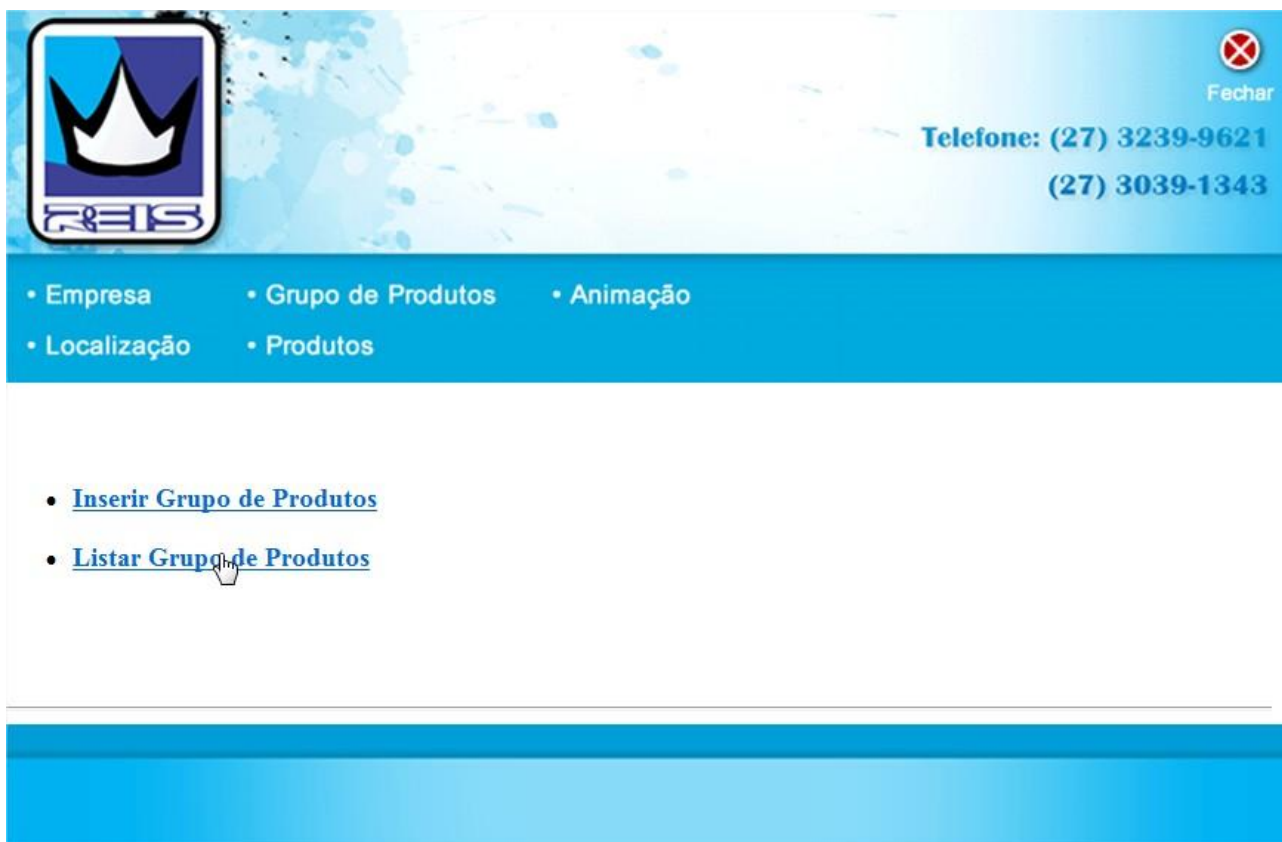 REIS
Fechar
Telefone: (27) 3239-9621
(27) 3039-1343
• Empresa • Grupo de Produtos • Animação
• Localização • Produtos
• Inserir Grupo de Produtos
• Listar Grupo de Produtos